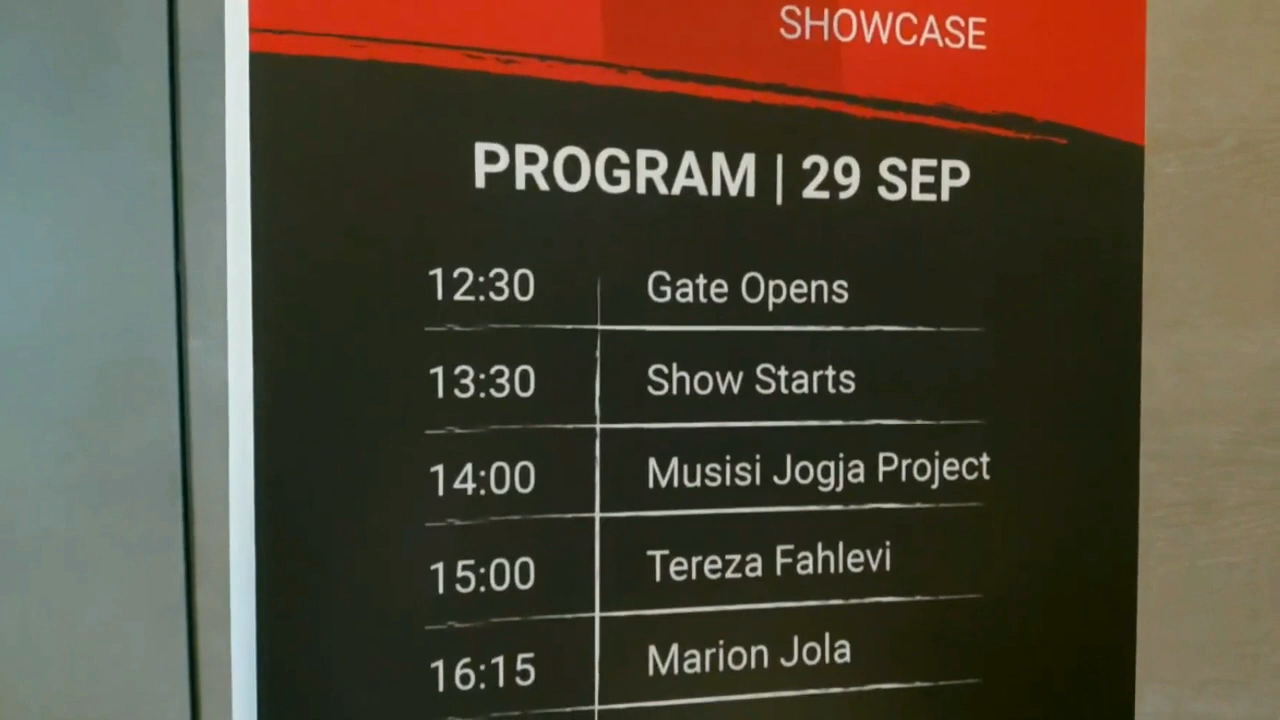 SHOWCASE
PROGRAM | 29 SEP
12:30 Gate Opens
13:30 Show Starts
14:00 Musisi Jogja Project
15:00 Tereza Fahlevi
16:15 Marion Jola